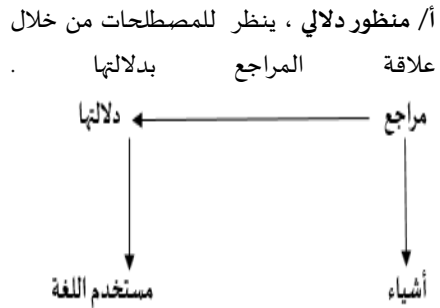 أ/ منظور دلالي ، ينظر للمصطلحات من خلال
علاقة المراجع بدلالتها .
مراجع دلالتها
أشياء مستخدم اللغة